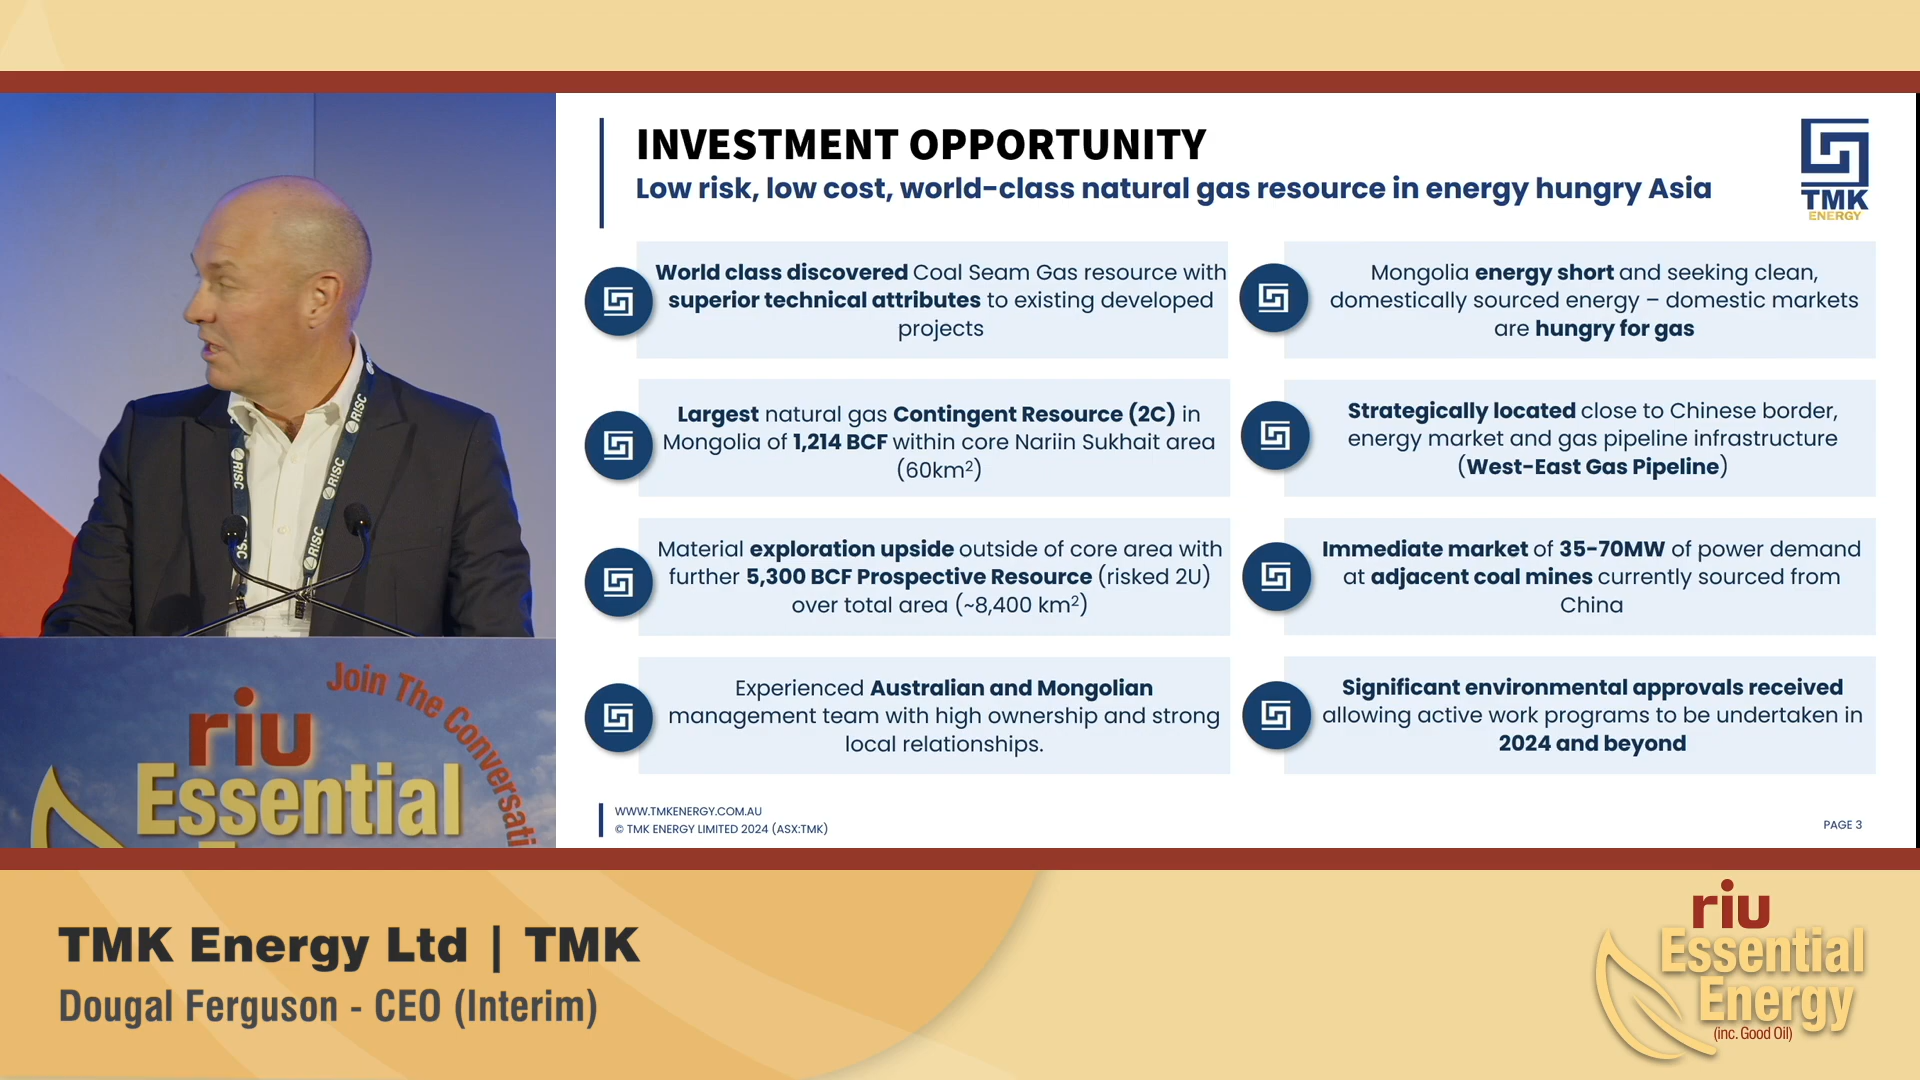 INVESTMENT OPPORTUNITY
Low risk, low cost, world-class natural gas resource in energy hungry Asia
TMK
ENERGY
World class discovered Coal Seam Gas resource with
superior technical attributes to existing developed
projects
Largest natural gas Contingent Resource (2C) in
Mongolia of 1,214 BCF within core Nariin Sukhait area
(60km²)
Material exploration upside outside of core area with
further 5,300 BCF Prospective Resource (risked 2U)
over total area (~8,400 km²)
Experienced Australian and Mongolian
management team with high ownership and strong
local relationships.
Mongolia energy short and seeking clean,
domestically sourced energy – domestic markets
are hungry for gas
Strategically located close to Chinese border,
energy market and gas pipeline infrastructure
(West-East Gas Pipeline)
Immediate market of 35-70MW of power demand
at adjacent coal mines currently sourced from
China
Significant environmental approvals received
allowing active work programs to be undertaken in
2024 and beyond
WWW.TMKENERGY.COM.AU
© TMK ENERGY LIMITED 2024 (ASX:TMK)
PAGE 3
RISC
RISC
RISC
RISC
RISC
Join The Conversati
riu
Essential
TMK Energy Ltd | TMK
Dougal Ferguson - CEO (Interim)
riu
Essential
Energy
(inc. Good Oil)